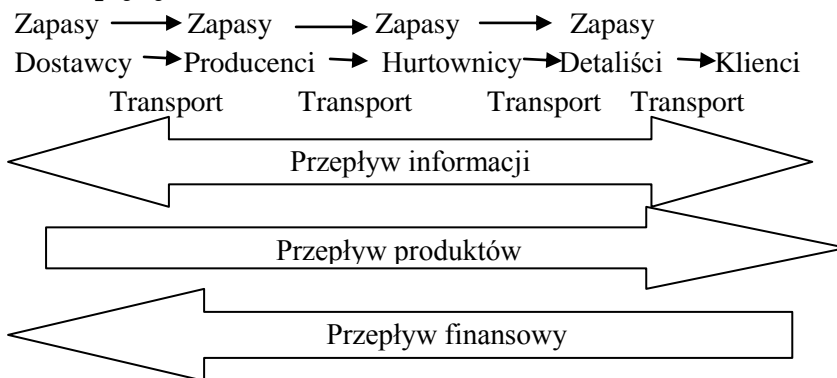 Zapasy Zapasy Zapasy Zapasy
Dostawcy Producenci Hurtownicy Detaliści Klienci
Transport Transport Transport Transport
Przepływ informacji
Przepływ produktów
Przepływ finansowy